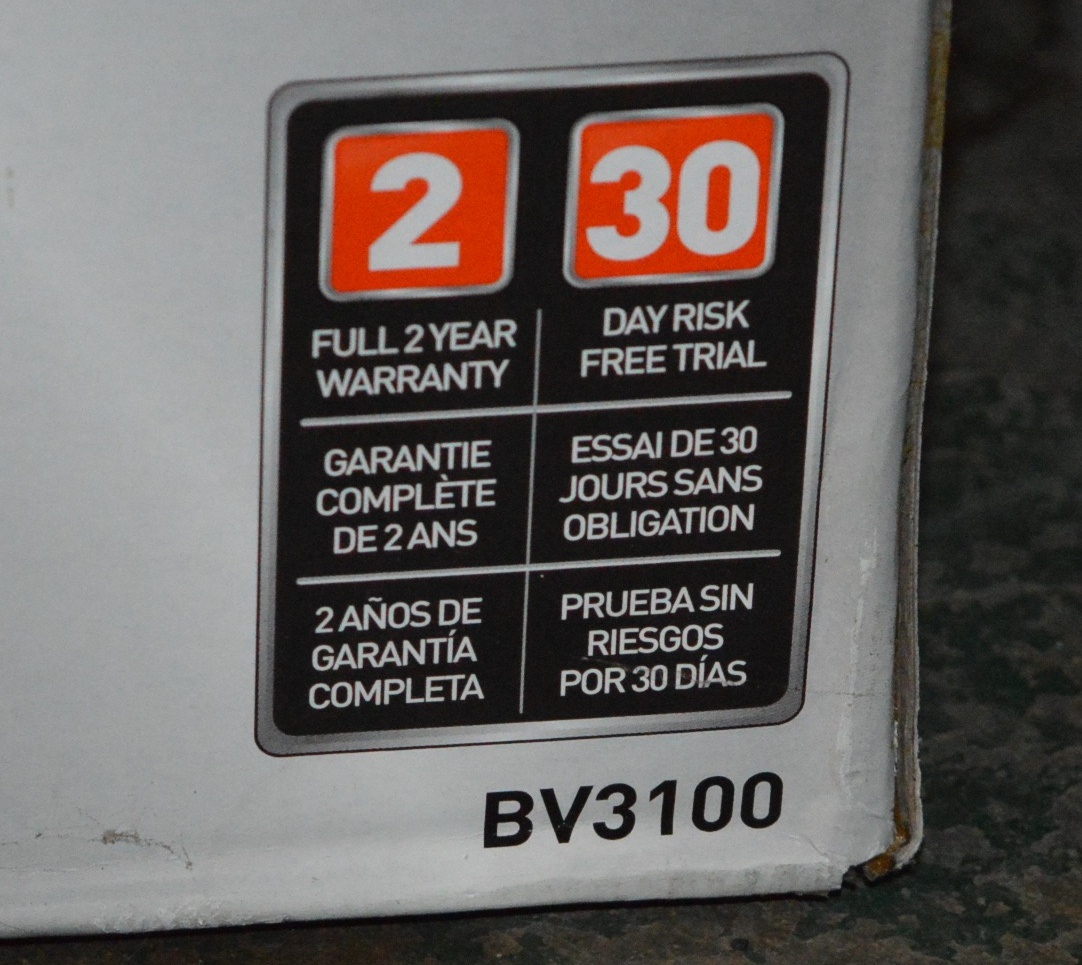 2
FULL 2 YEAR
WARRANTY
30
DAY RISK
FREE TRIAL
GARANTIE
COMPLÈTE
DE 2 ANS
ESSAI DE 30
JOURS SANS
OBLIGATION
2 AÑOS DE
GARANTÍA
COMPLETA
PRUEBA SIN
RIESGOS
POR 30 DÍAS
BV3100